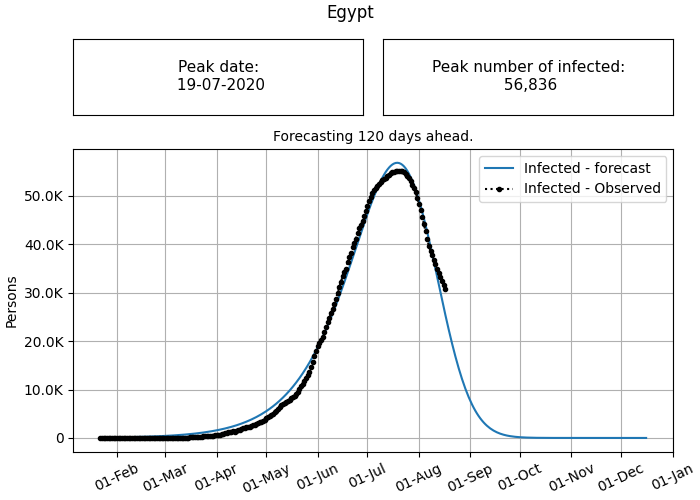 Egypt
Peak date:
19-07-2020
Peak number of infected:
56,836
Forecasting 120 days ahead.
Infected - forecast
Infected - Observed
Persons
50.0K
40.0K
30.0K
20.0K
10.0K
0
01-Feb
01-Mar
01-Apr
01-May
01-Jun
01-Jul
01-Aug
01-Sep
01-Oct
01-Nov
01-Dec
01-Jan